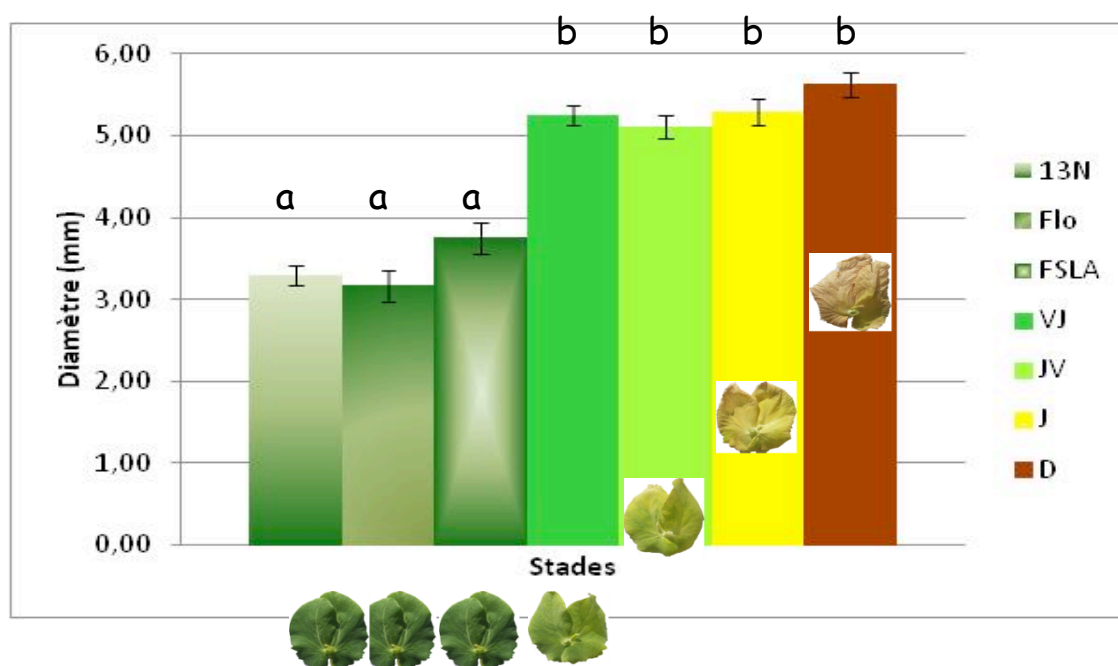 b b b b
6,00
5,00
a a a
4,00
3,00
2,00
1,00
0,00
Diamètre (mm)
Stades
13N
Flo
FSLA
VJ
JV
J
D